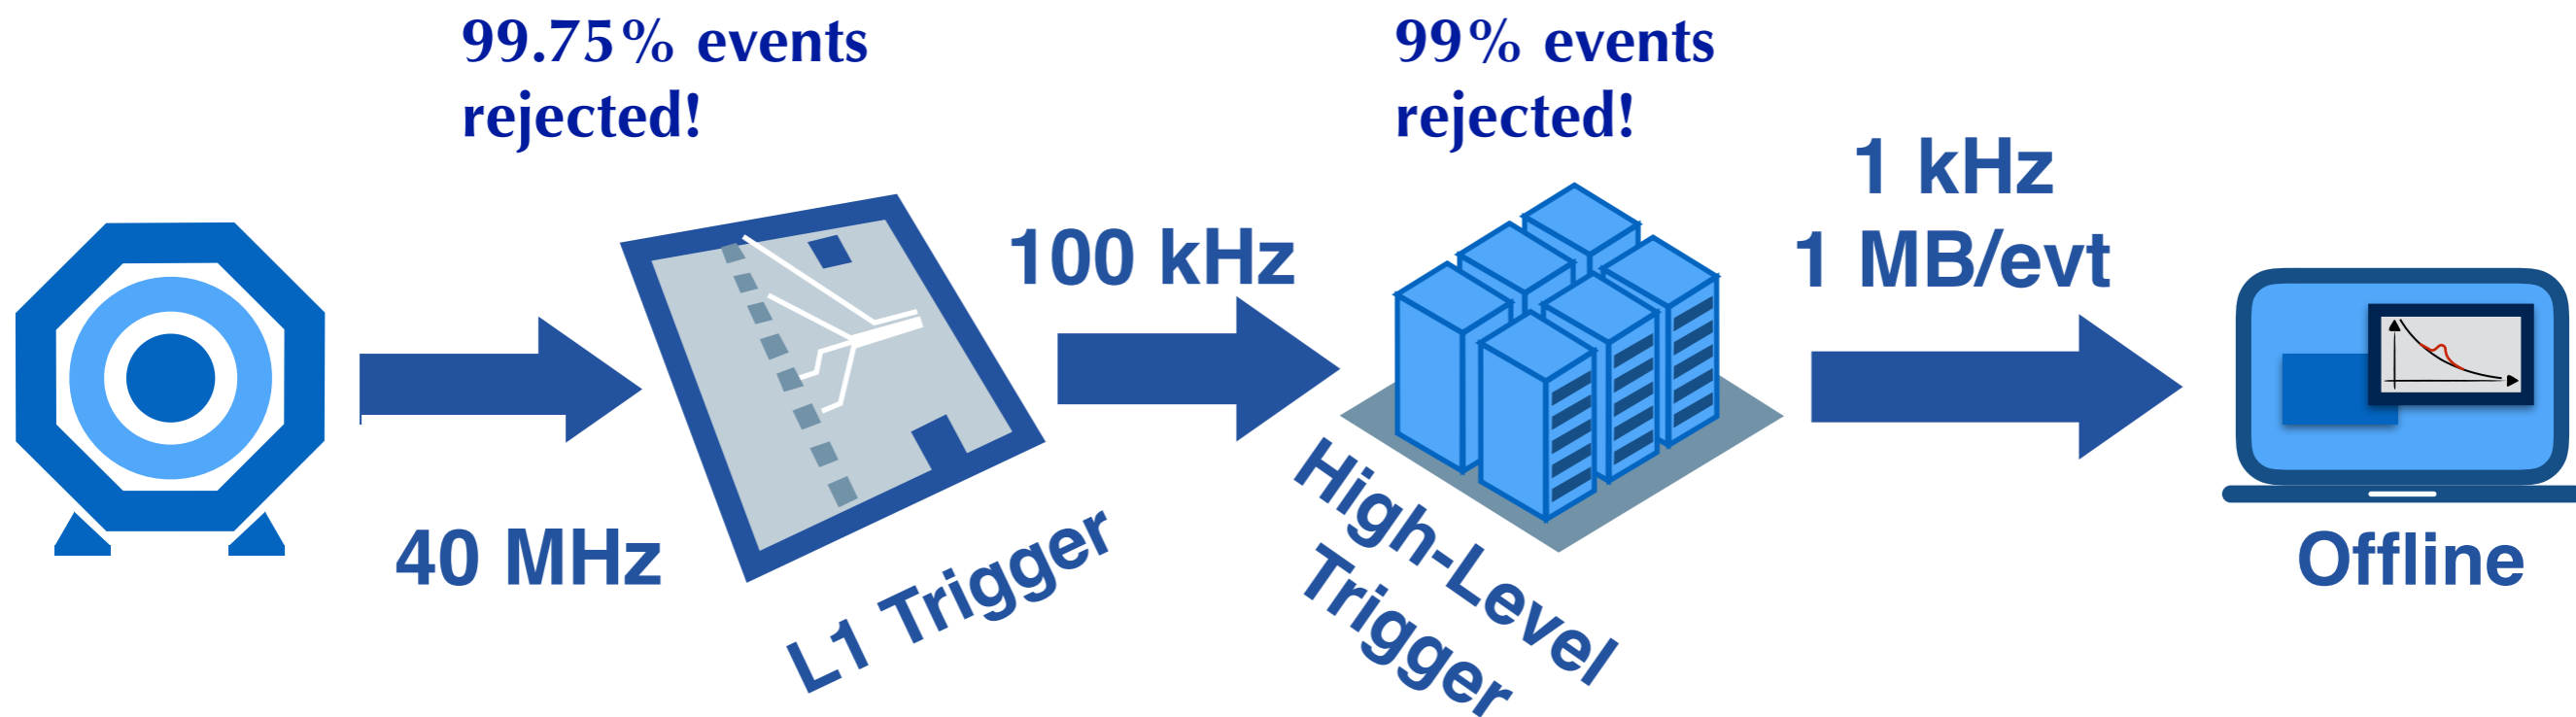 99.75% events
rejected!
99% events
rejected!
1 kHz
1 MB/evt
100 kHz
40 MHz
L1 Trigger
High-Level
Trigger
Offline